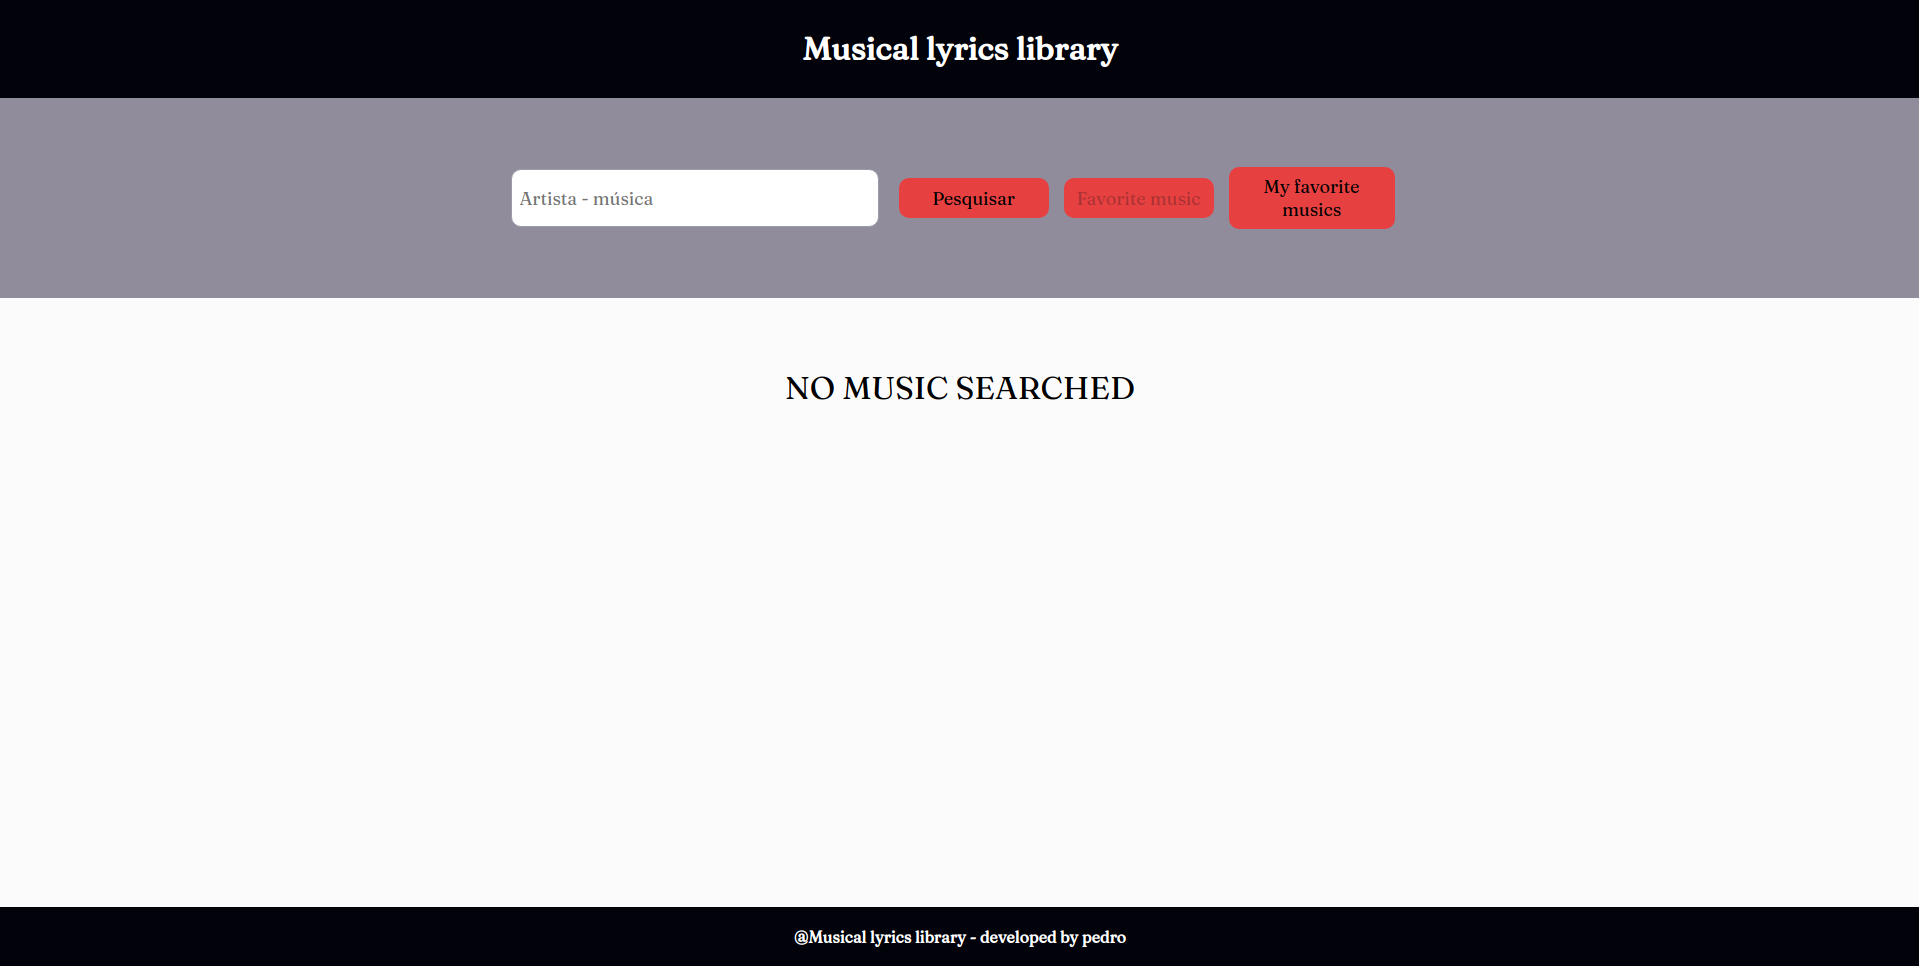 Musical lyrics library
Artista - música
Pesquisar
Favorite music
My favorite
musics
NO MUSIC SEARCHED
@Musical lyrics library - developed by pedro